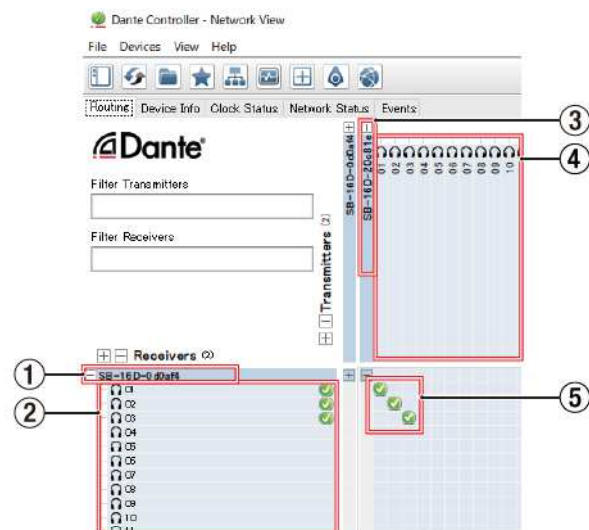 Dante Controller - Network View
File Devices View Help
Routing Device Info Clock Status Network Status Events
Dante
Filter Transmitters
Filter Receivers
Transmitters (2)
SB-16D-0d0af4
SB-16D-20c81e
01
02
03
04
05
06
07
08
09
10
3
4
Receivers (2)
1
SB-16D-0d0af4
2
01
02
03
04
05
06
07
08
09
10
5